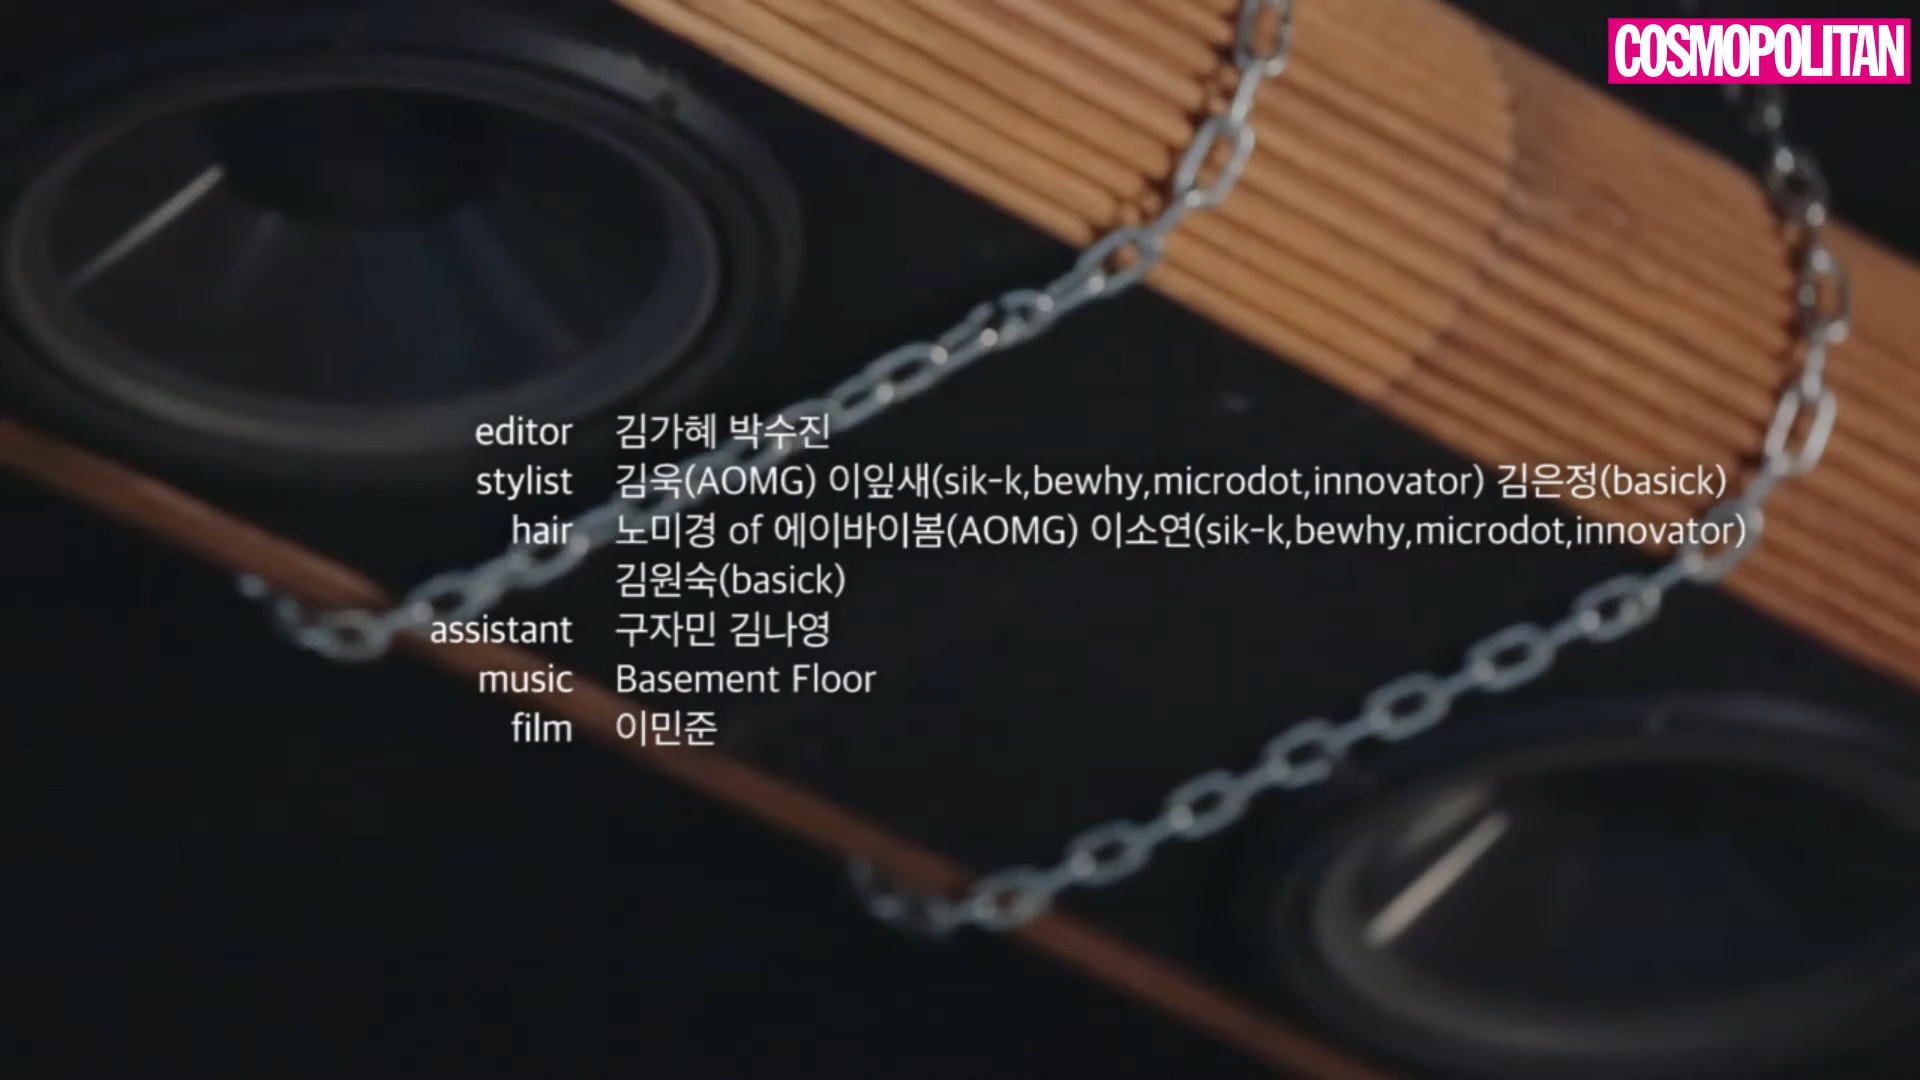 COSMOPOLITAN
editor 김가혜 박수진
stylist 김욱(AOMG) 이잎새(sik-k,bewhy,microdot,innovator) 김은정(basick)
hair 노미경 of 에이바이봄(AOMG) 이소연(sik-k,bewhy,microdot,innovator)
김원숙(basick)
assistant 구자민 김나영
music Basement Floor
film 이민준